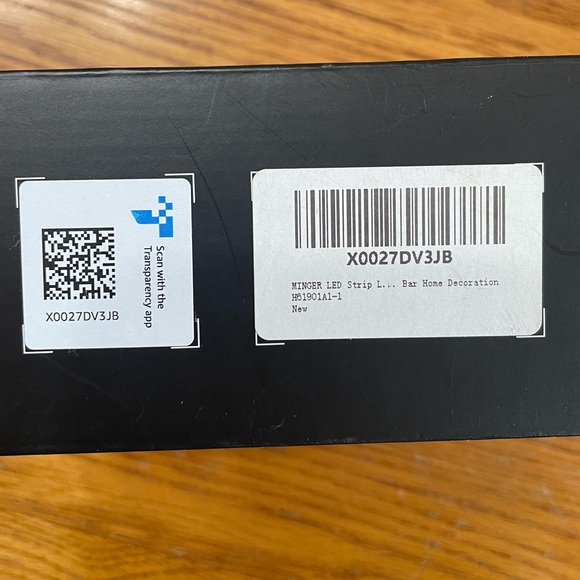 Scan with the
Transparency app
X0027DV3JB
X0027DV3JB
MINGER LED Strip L... Bar Home Decoration
H61901A1-1
New